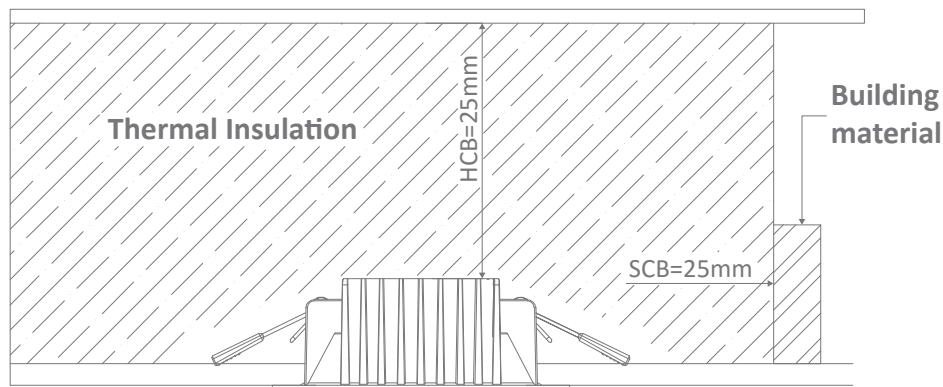 Thermal Insulation
HCB=25mm
Building
material
SCB=25mm